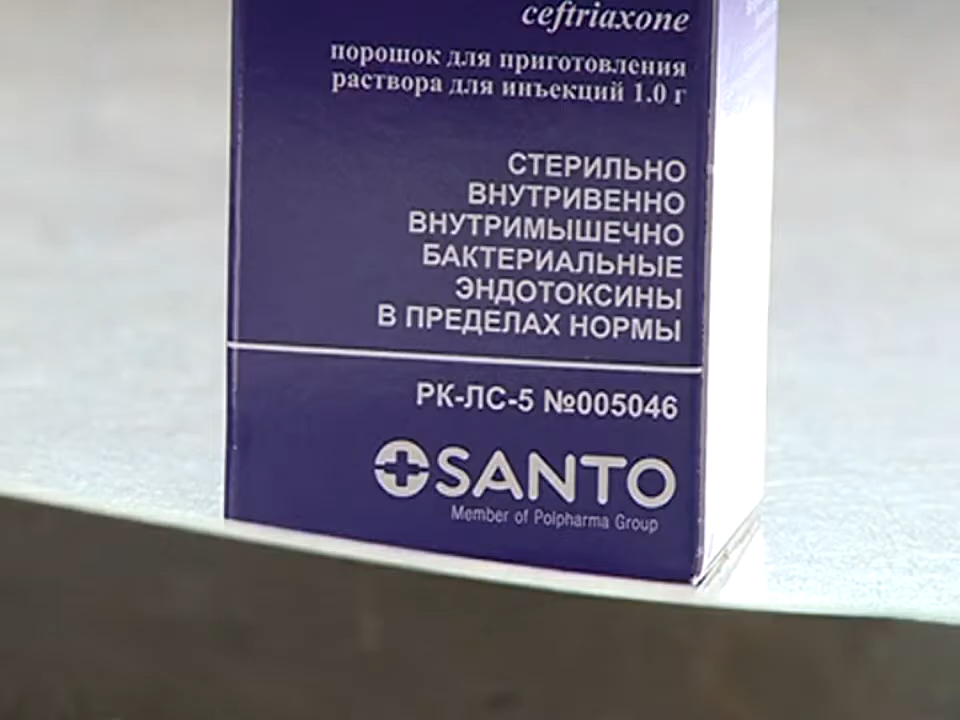 ceftriaxone
порошок для приготовления
раствора для инъекций 1.0 г
СТЕРИЛЬНО
ВНУТРИВЕННО
ВНУТРИМЫШЕЧНО
БАКТЕРИАЛЬНЫЕ
ЭНДОТОКСИНЫ
В ПРЕДЕЛАХ НОРМЫ
РК-ЛС-5 №005046
SANTO
Member of Polpharma Group